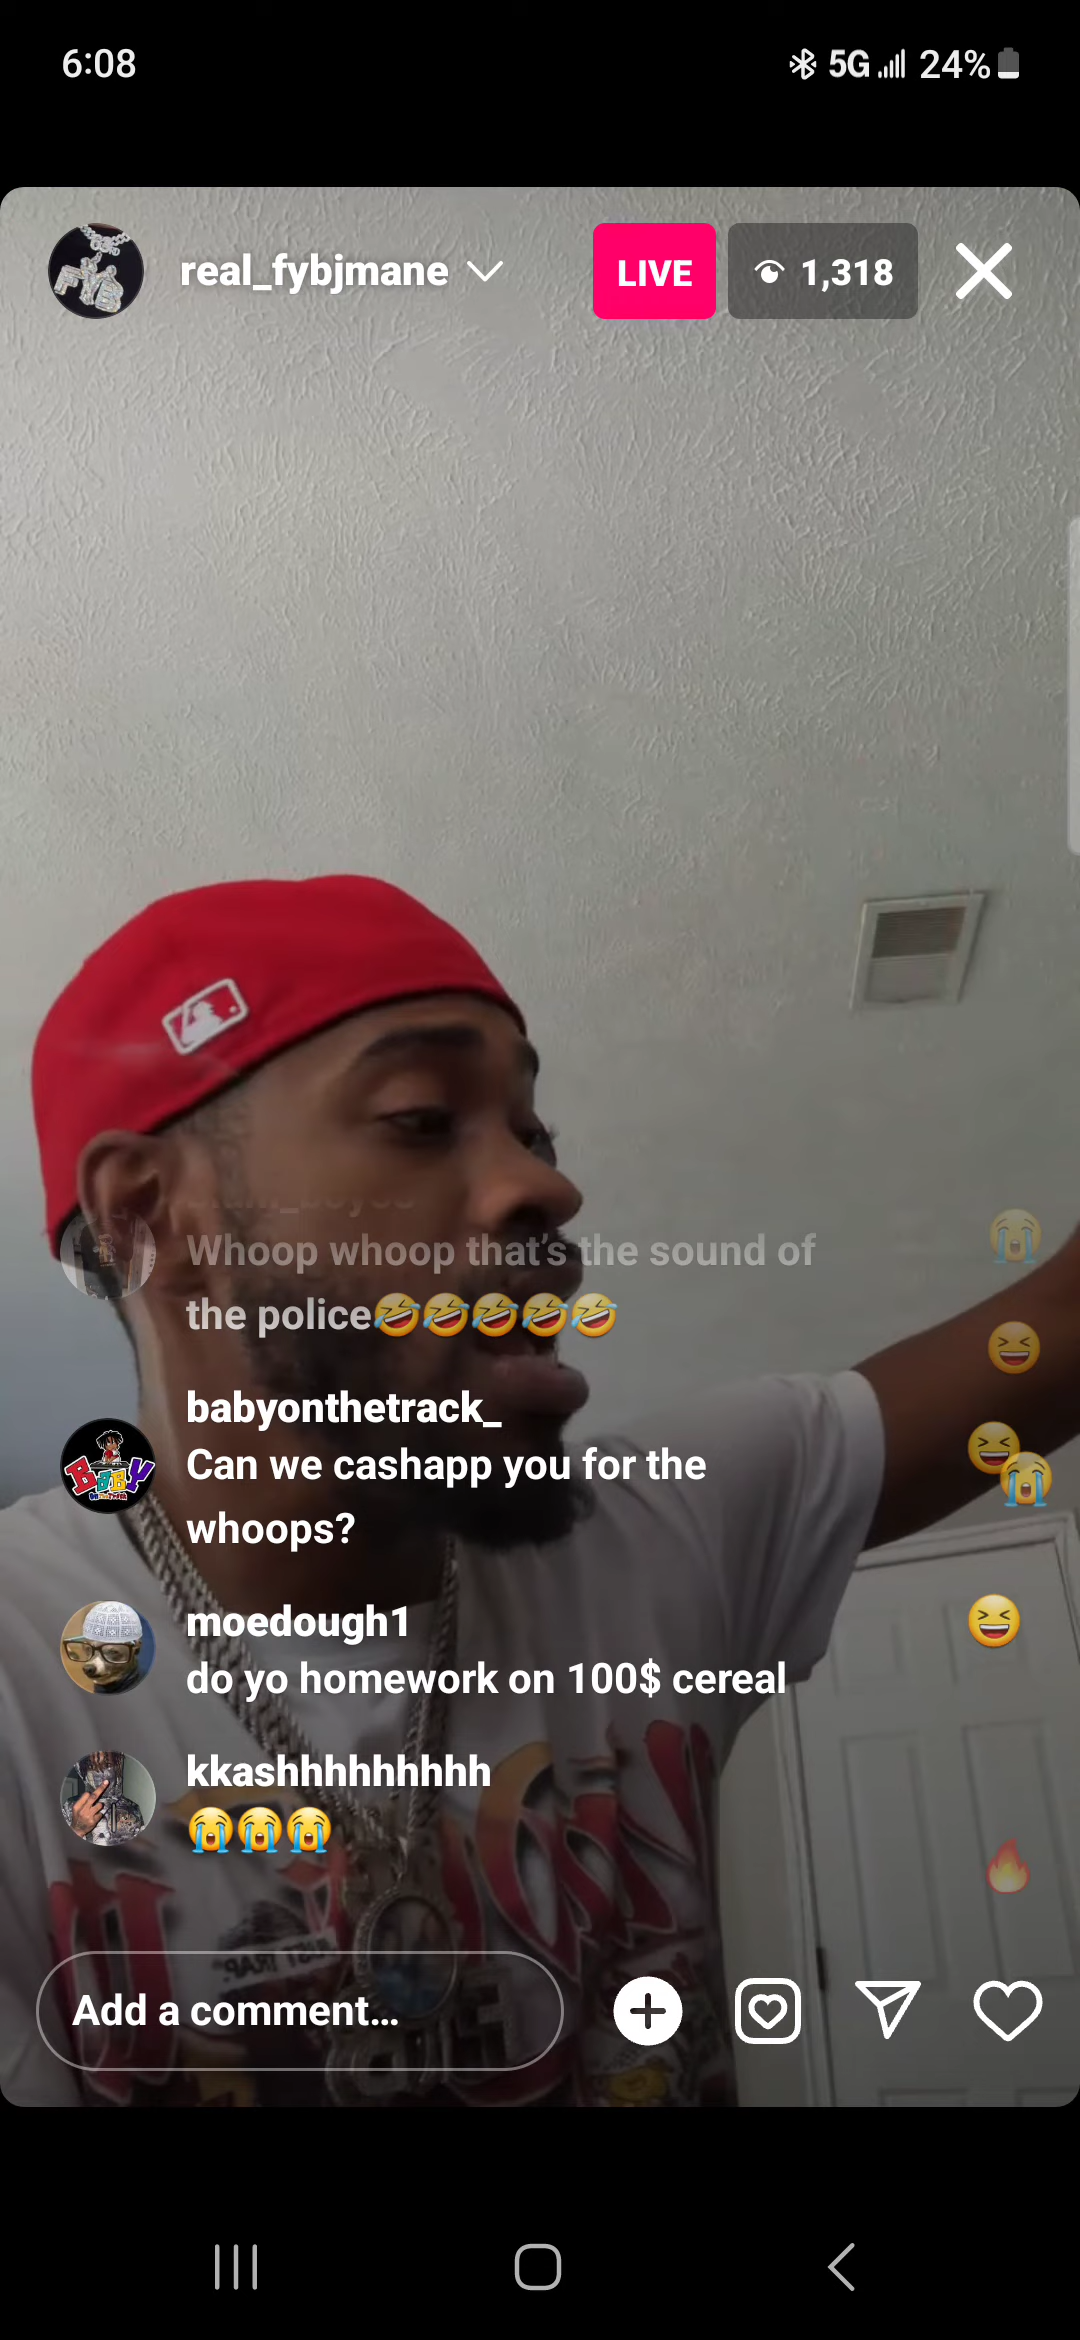 6:08
5G 24%
real_fybjmane
LIVE
1,318
Whoop whoop that's the sound of
the police🤣🤣🤣🤣🤣
babyonthetrack_
Can we cashapp you for the
whoops?
moedough1
do yo homework on 100$ cereal
kkashhhhhhhhh
😭😭😭
Add a comment...